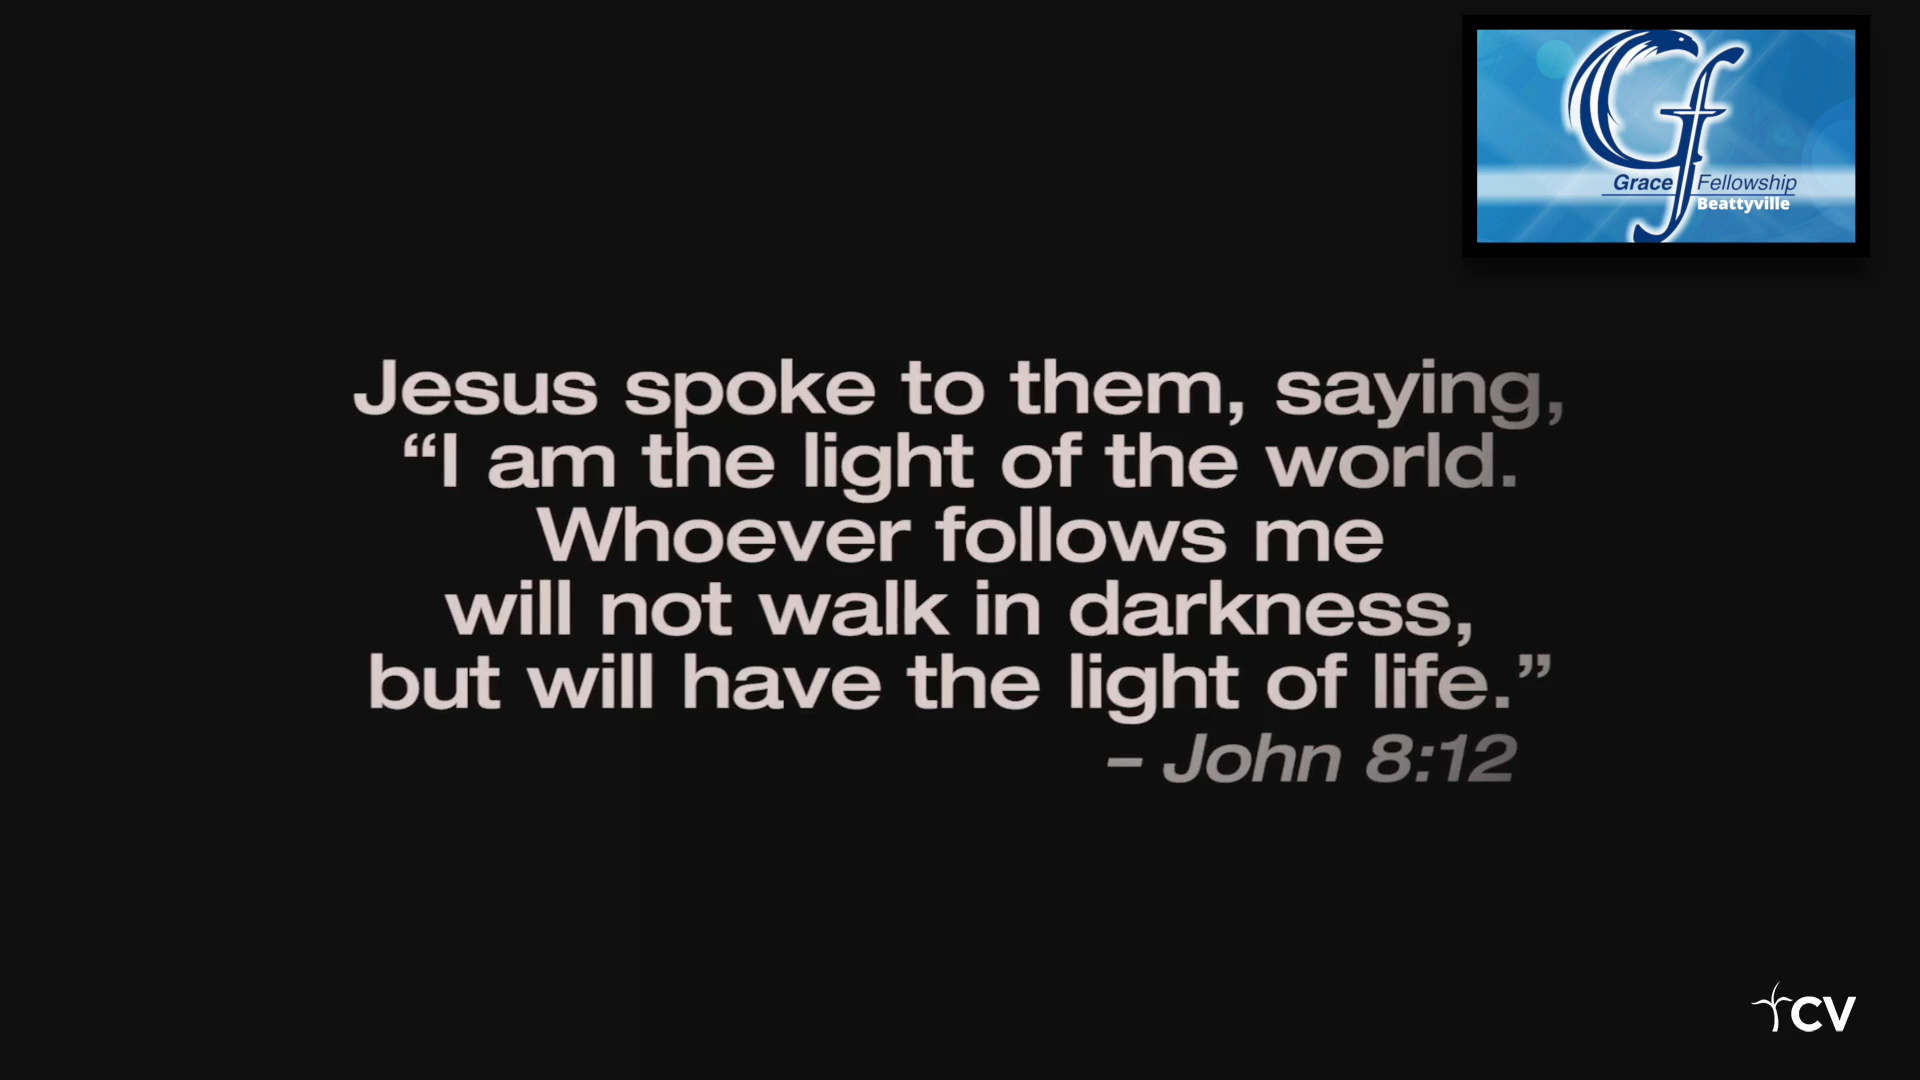 Gf
Grace Fellowship
Beattyville
Jesus spoke to them, saying,
“I am the light of the world.
Whoever follows me
will not walk in darkness,
but will have the light of life.”
– John 8:12
CV